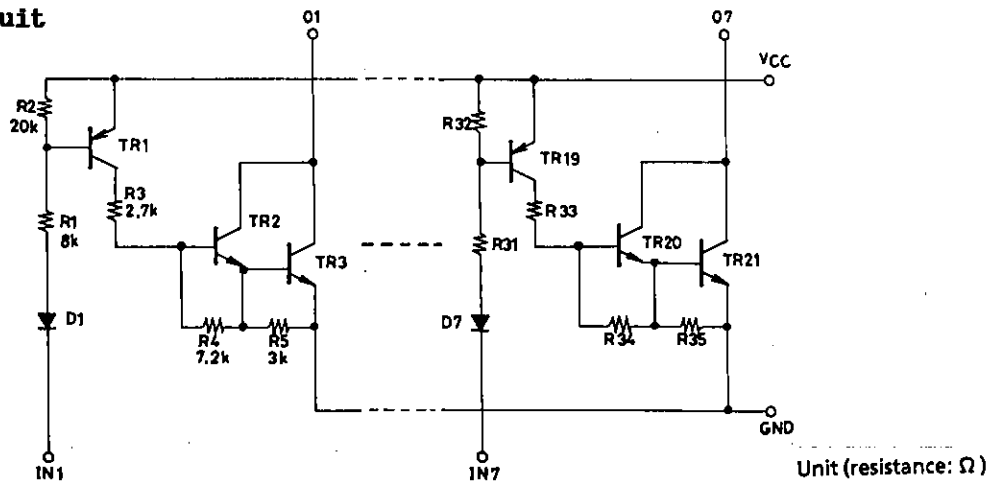 uit
O1
O7
VCC
R2
20k
TR1
R3
2.7k
R1
8k
TR2
TR3
D1
R4
7.2k
R5
3k
R32
TR19
R33
R31
TR20
TR21
D7
R34
R35
GND
IN1
IN7
Unit (resistance: Ω)